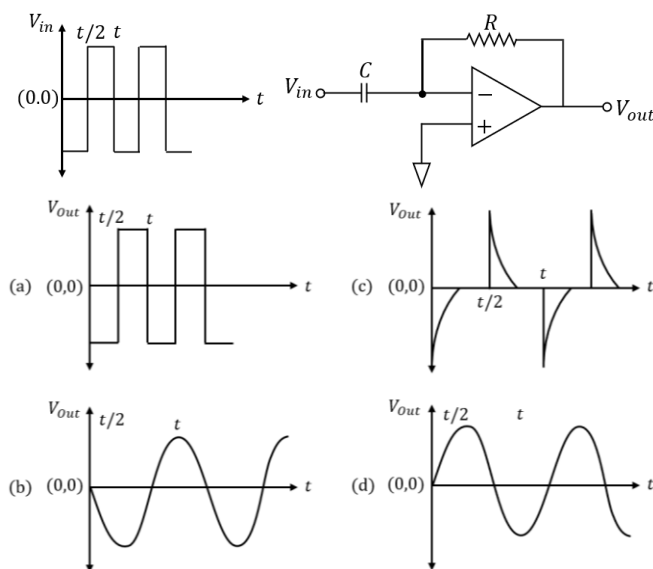 V_in t/2 t
(0.0) t
R
C
V_in − + V_out
V_Out t/2 t
(a) (0,0) t
V_Out
(c) (0,0) t/2 t t
V_Out t/2 t
(b) (0,0) t
V_Out t/2 t
(d) (0,0) t